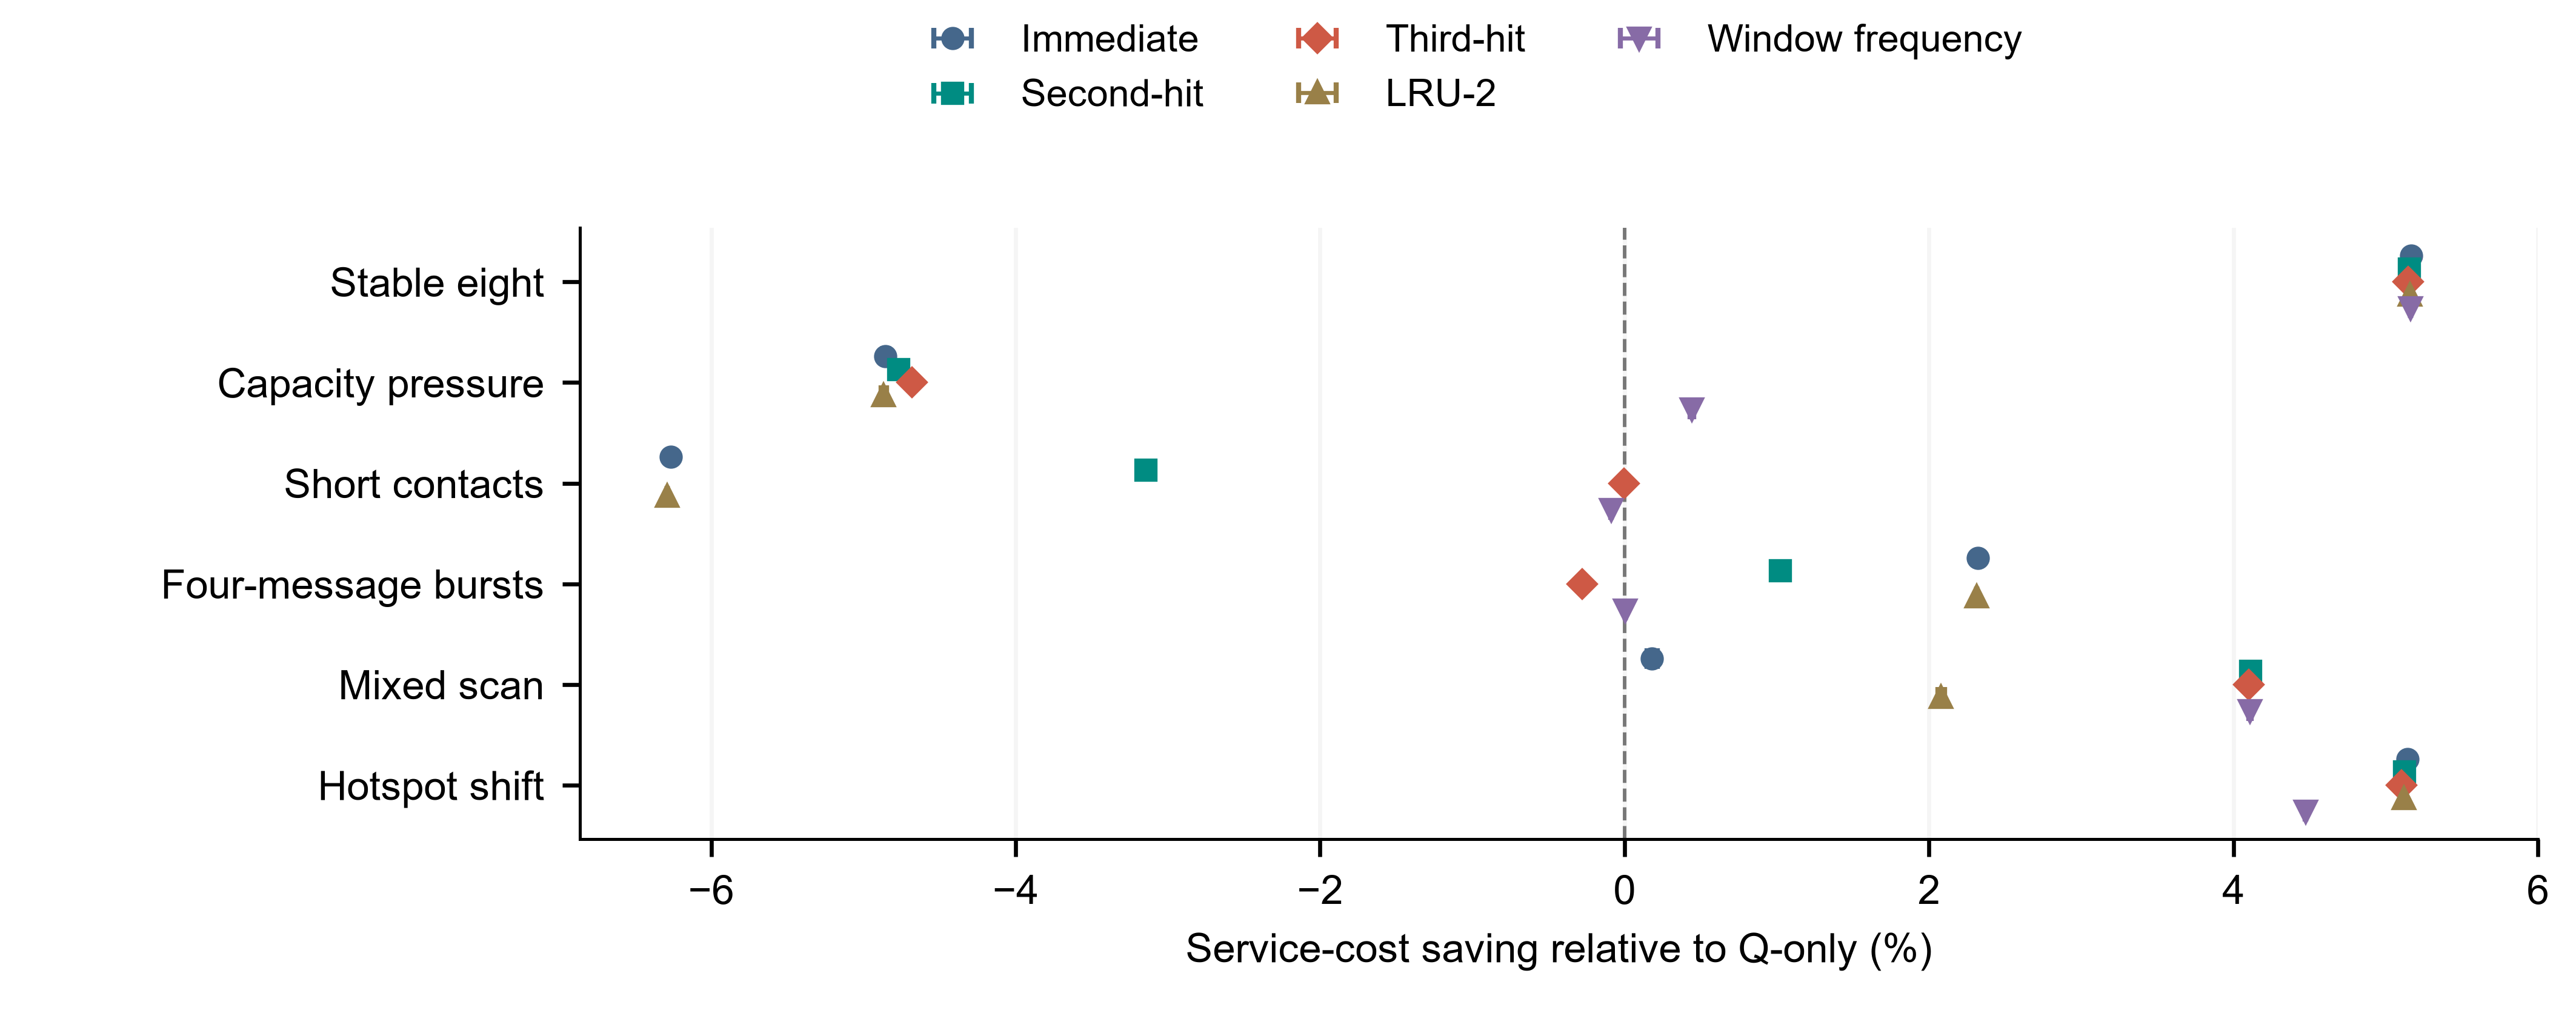 Immediate Third-hit Window frequency
Second-hit LRU-2
Stable eight
Capacity pressure
Short contacts
Four-message bursts
Mixed scan
Hotspot shift
−6 −4 −2 0 2 4 6
Service-cost saving relative to Q-only (%)